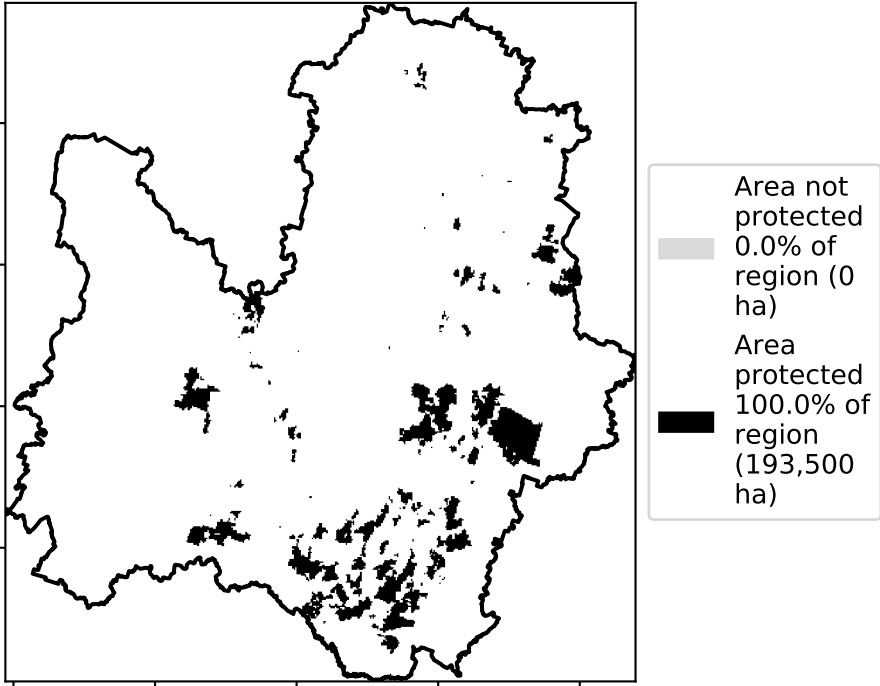 Area not
protected
0.0% of
region (0
ha)
Area
protected
100.0% of
region
(193,500
ha)